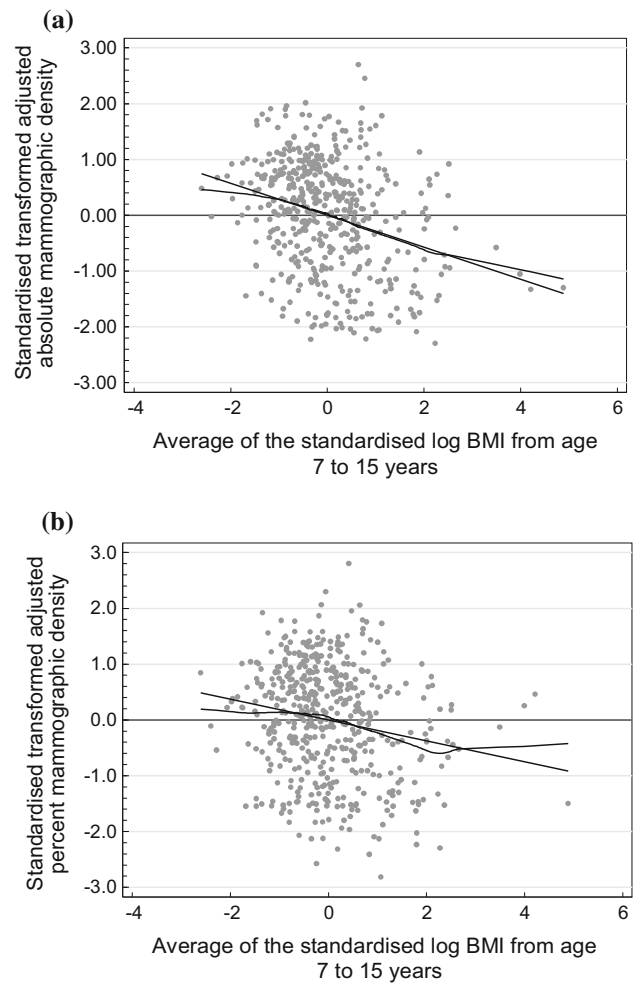 (a)
3.00
2.00
1.00
0.00
-1.00
-2.00
-3.00
Standardised transformed adjusted
absolute mammographic density
-4 -2 0 2 4 6
Average of the standardised log BMI from age
7 to 15 years
(b)
3.0
2.0
1.0
0.0
-1.0
-2.0
-3.0
Standardised transformed adjusted
percent mammographic density
-4 -2 0 2 4 6
Average of the standardised log BMI from age
7 to 15 years